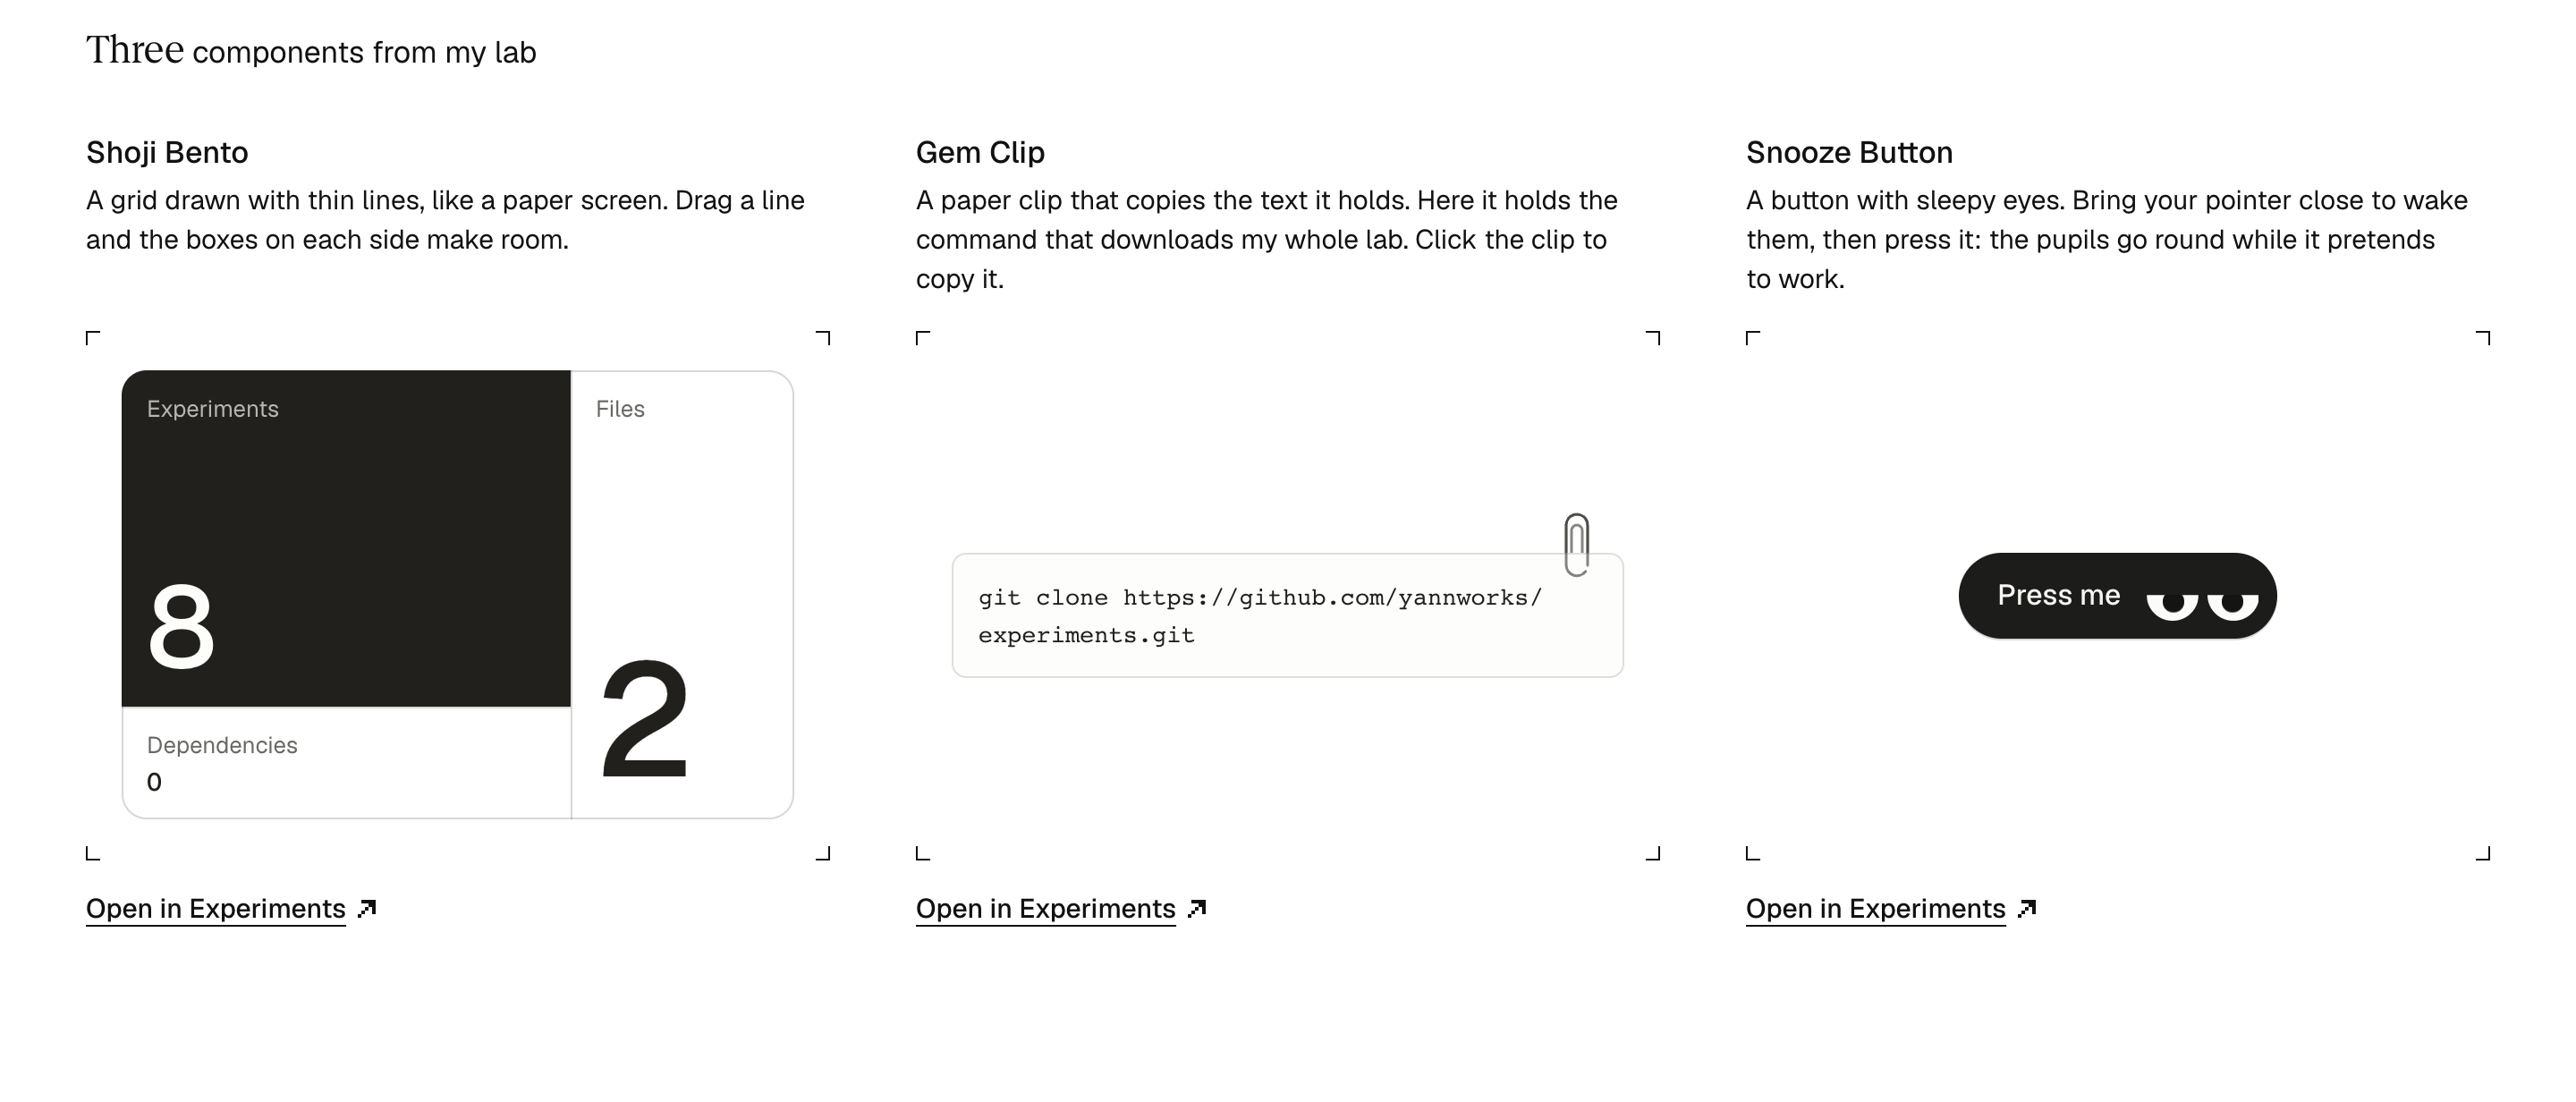 Three components from my lab
Shoji Bento
A grid drawn with thin lines, like a paper screen. Drag a line
and the boxes on each side make room.
Experiments
8
Files
2
Dependencies
0
Open in Experiments
Gem Clip
A paper clip that copies the text it holds. Here it holds the
command that downloads my whole lab. Click the clip to
copy it.
git clone https://github.com/yannworks/
experiments.git
Open in Experiments
Snooze Button
A button with sleepy eyes. Bring your pointer close to wake
them, then press it: the pupils go round while it pretends
to work.
Press me
Open in Experiments